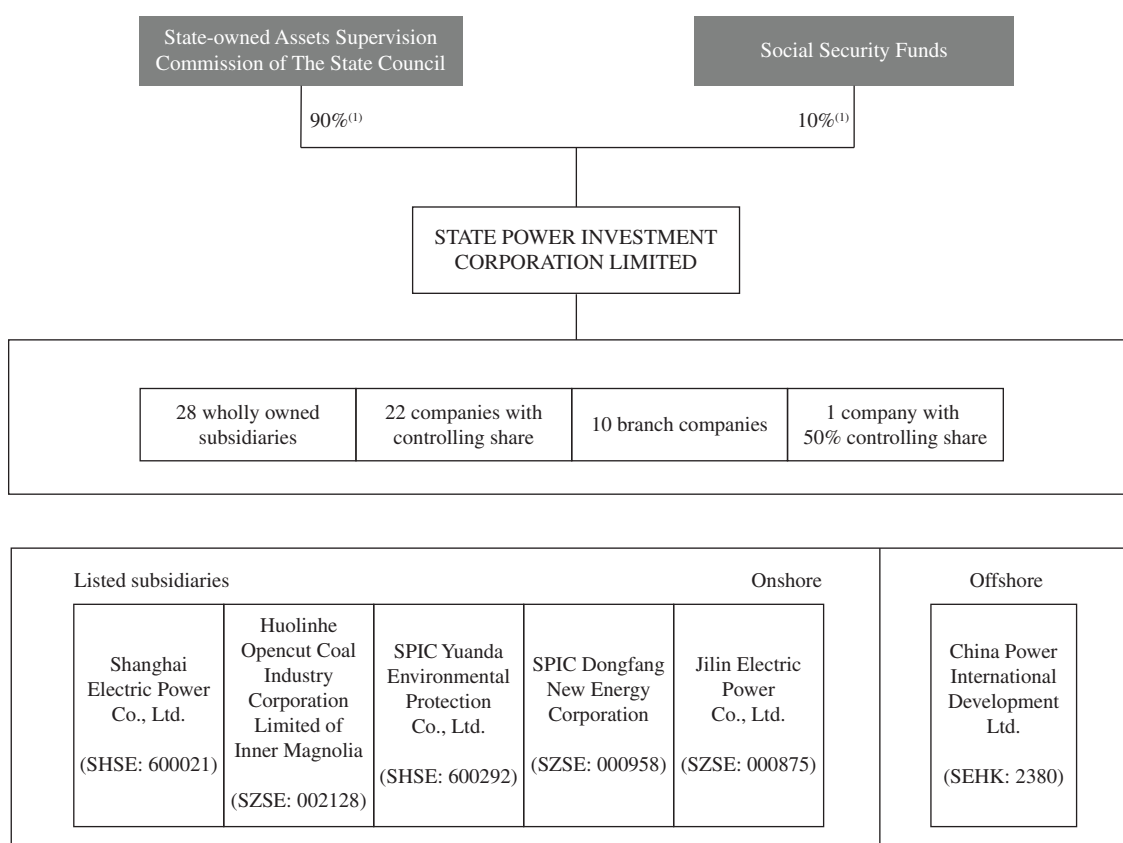 State-owned Assets Supervision
Commission of The State Council
Social Security Funds
90%(1)
10%(1)
STATE POWER INVESTMENT
CORPORATION LIMITED
28 wholly owned
subsidiaries
22 companies with
controlling share
10 branch companies
1 company with
50% controlling share
Listed subsidiaries
Onshore
Offshore
Shanghai
Electric Power
Co., Ltd.
(SHSE: 600021)
Huolinhe
Opencut Coal
Industry
Corporation
Limited of
Inner Magnolia
(SZSE: 002128)
SPIC Yuanda
Environmental
Protection
Co., Ltd.
(SHSE: 600292)
SPIC Dongfang
New Energy
Corporation
(SZSE: 000958)
Jilin Electric
Power
Co., Ltd.
(SZSE: 000875)
China Power
International
Development
Ltd.
(SEHK: 2380)